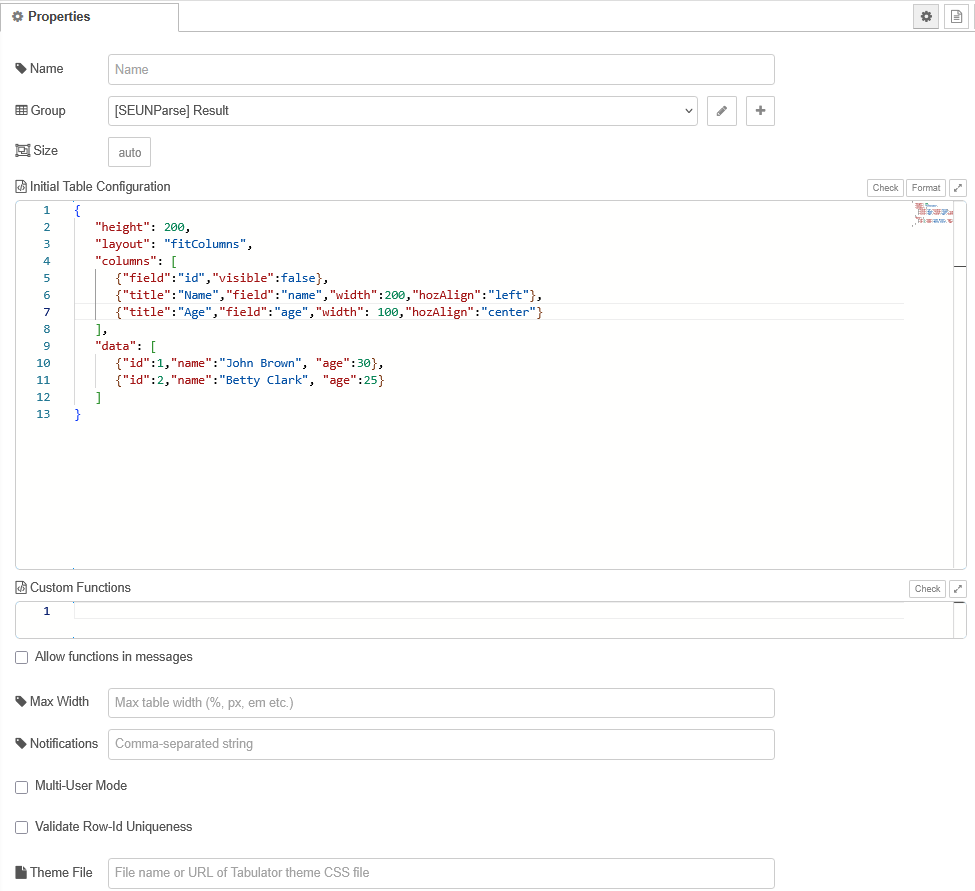 Properties
Name
Name
Group
[SEUNParse] Result
Size
auto
Initial Table Configuration
Check
Format
1 {
2 "height": 200,
3 "layout": "fitColumns",
4 "columns": [
5 {"field":"id","visible":false},
6 {"title":"Name","field":"name","width":200,"hozAlign":"left"},
7 {"title":"Age","field":"age","width": 100,"hozAlign":"center"}
8 ],
9 "data": [
10 {"id":1,"name":"John Brown", "age":30},
11 {"id":2,"name":"Betty Clark", "age":25}
12 ]
13 }
Custom Functions
Check
1
Allow functions in messages
Max Width
Max table width (%, px, em etc.)
Notifications
Comma-separated string
Multi-User Mode
Validate Row-Id Uniqueness
Theme File
File name or URL of Tabulator theme CSS file